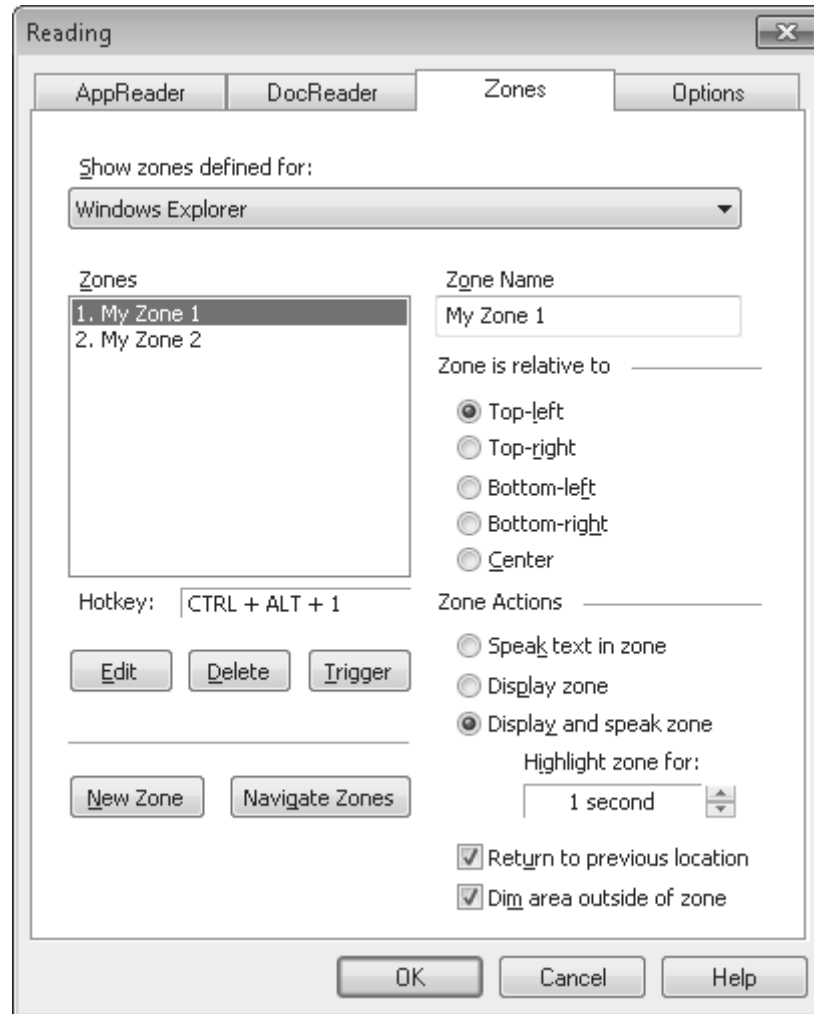 Reading
AppReader DocReader Zones Options
Show zones defined for:
Windows Explorer
Zones
1. My Zone 1
2. My Zone 2
Hotkey: CTRL + ALT + 1
Edit Delete Trigger
New Zone Navigate Zones
Zone Name
My Zone 1
Zone is relative to
Top-left
Top-right
Bottom-left
Bottom-right
Center
Zone Actions
Speak text in zone
Display zone
Display and speak zone
Highlight zone for:
1 second
Return to previous location
Dim area outside of zone
OK Cancel Help